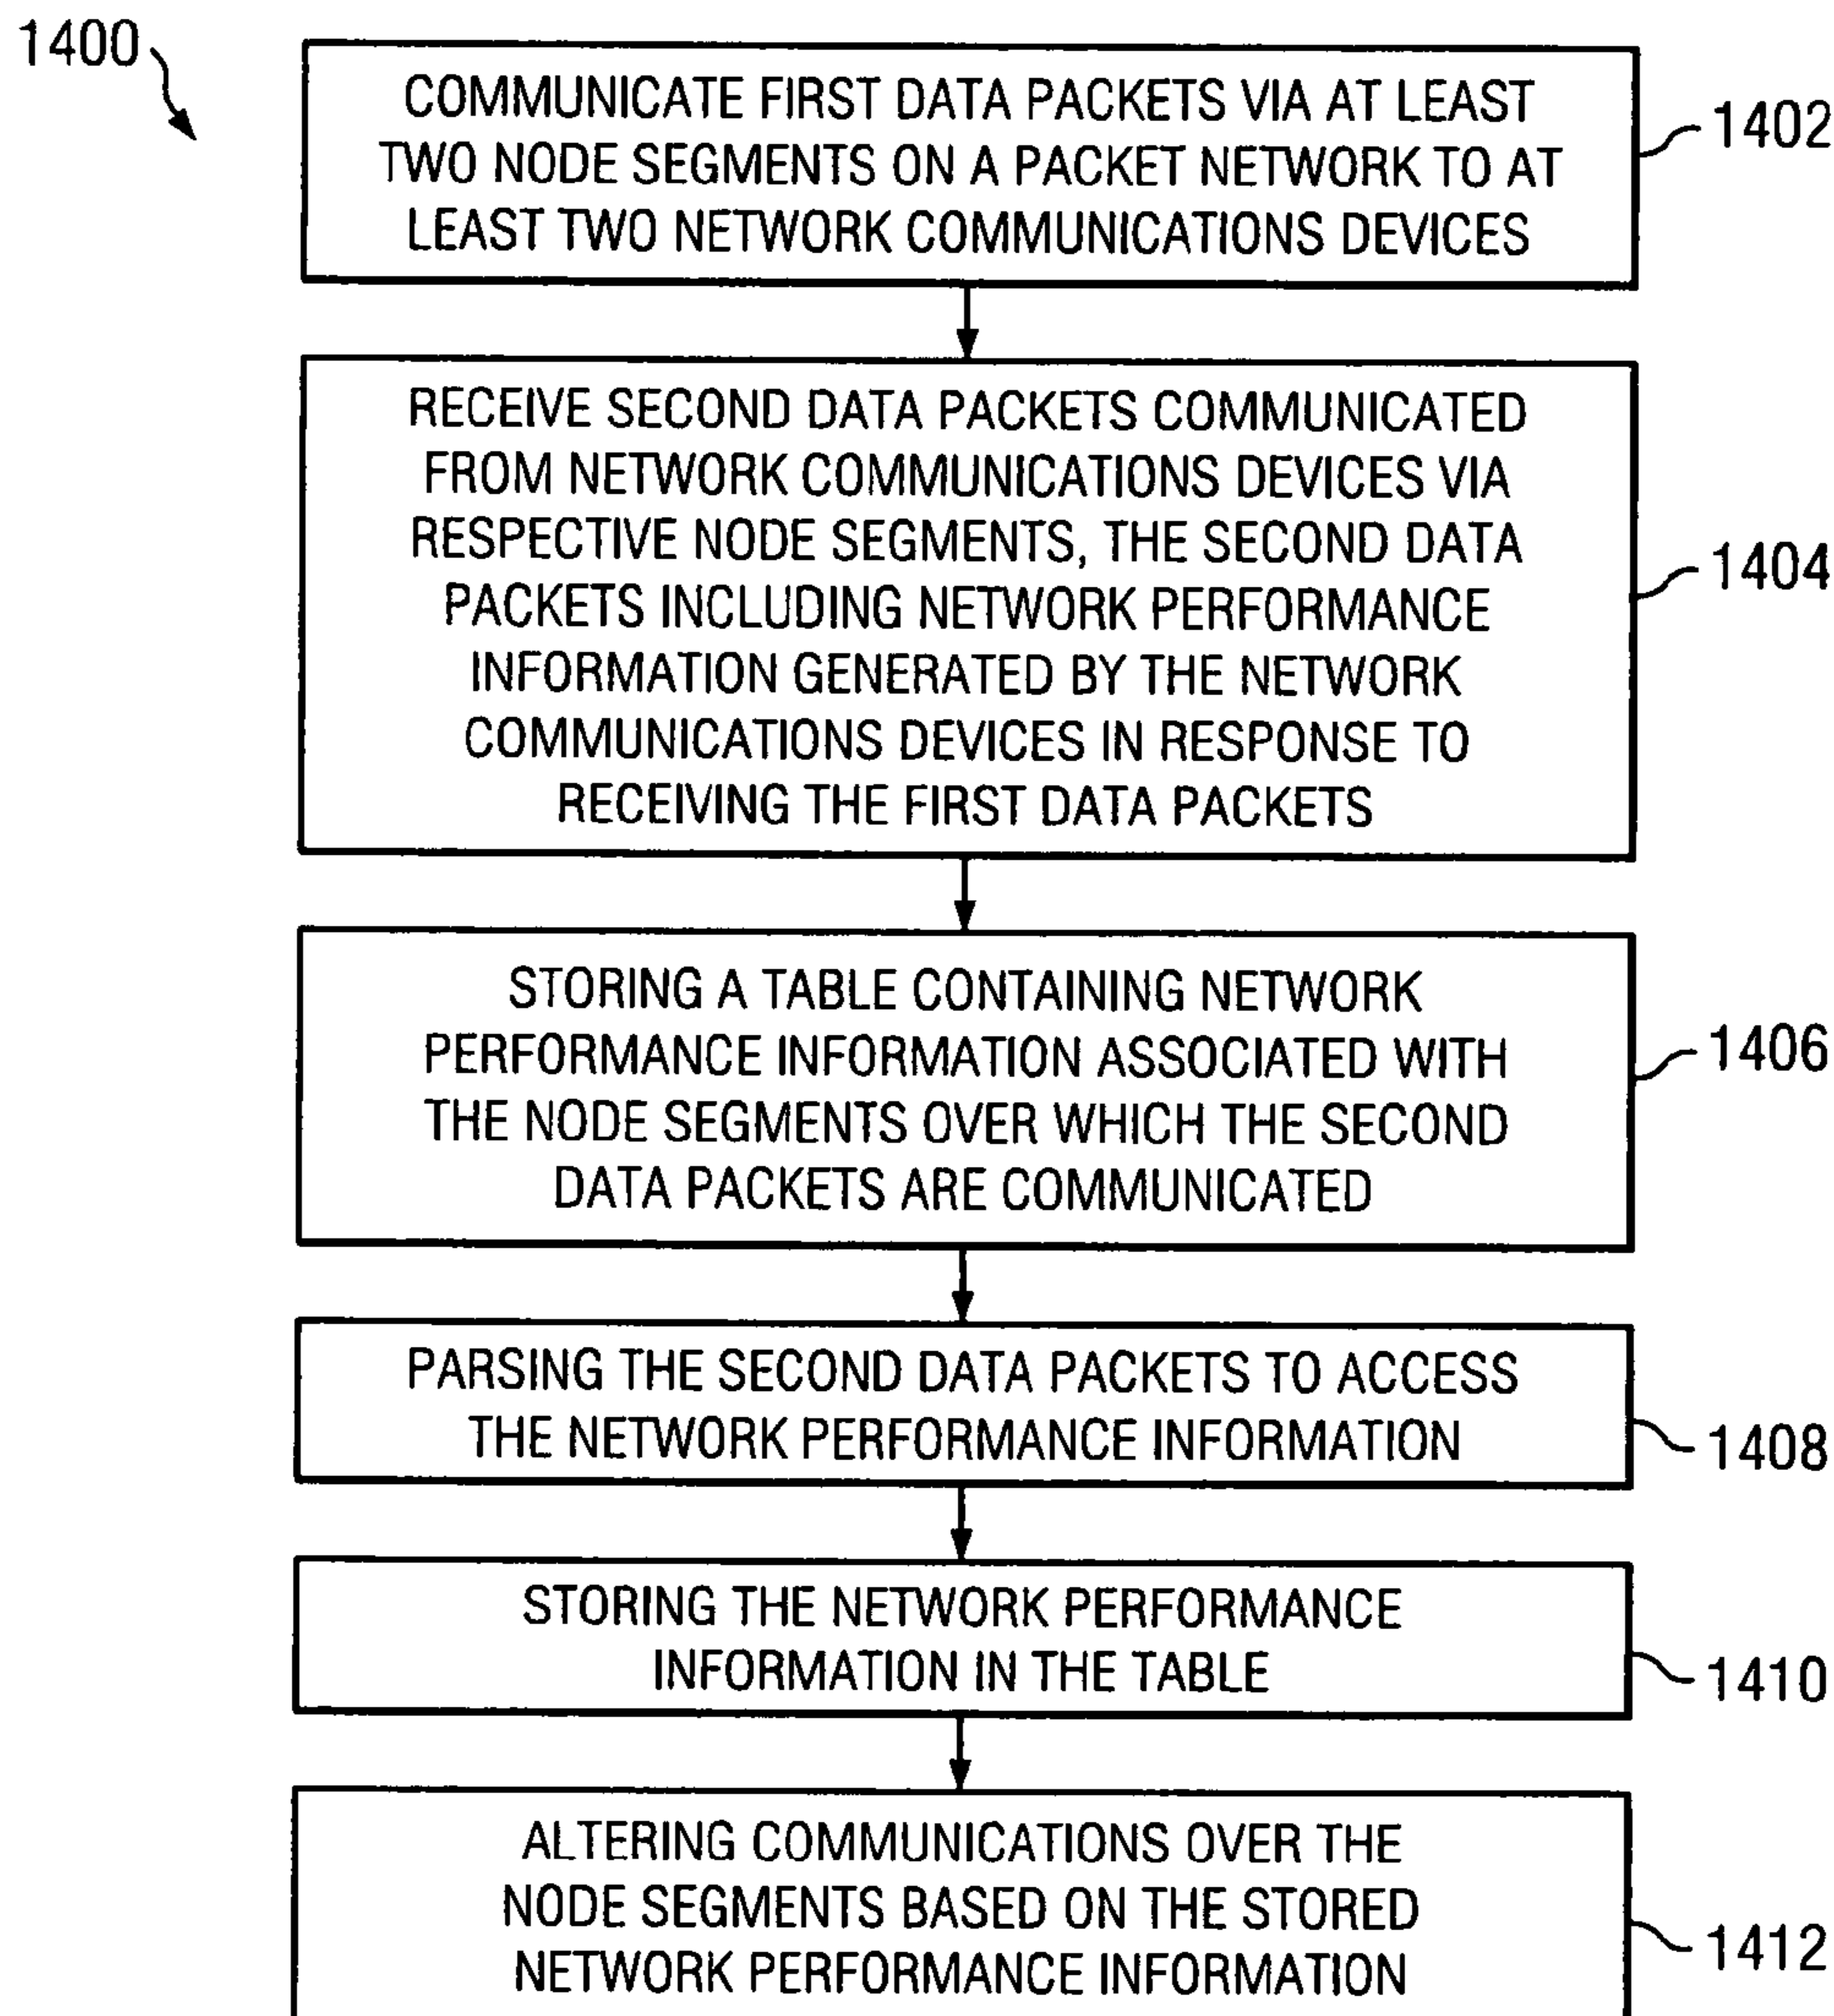 1400
COMMUNICATE FIRST DATA PACKETS VIA AT LEAST
TWO NODE SEGMENTS ON A PACKET NETWORK TO AT
LEAST TWO NETWORK COMMUNICATIONS DEVICES
1402
RECEIVE SECOND DATA PACKETS COMMUNICATED
FROM NETWORK COMMUNICATIONS DEVICES VIA
RESPECTIVE NODE SEGMENTS, THE SECOND DATA
PACKETS INCLUDING NETWORK PERFORMANCE
INFORMATION GENERATED BY THE NETWORK
COMMUNICATIONS DEVICES IN RESPONSE TO
RECEIVING THE FIRST DATA PACKETS
1404
STORING A TABLE CONTAINING NETWORK
PERFORMANCE INFORMATION ASSOCIATED WITH
THE NODE SEGMENTS OVER WHICH THE SECOND
DATA PACKETS ARE COMMUNICATED
1406
PARSING THE SECOND DATA PACKETS TO ACCESS
THE NETWORK PERFORMANCE INFORMATION
1408
STORING THE NETWORK PERFORMANCE
INFORMATION IN THE TABLE
1410
ALTERING COMMUNICATIONS OVER THE
NODE SEGMENTS BASED ON THE STORED
NETWORK PERFORMANCE INFORMATION
1412